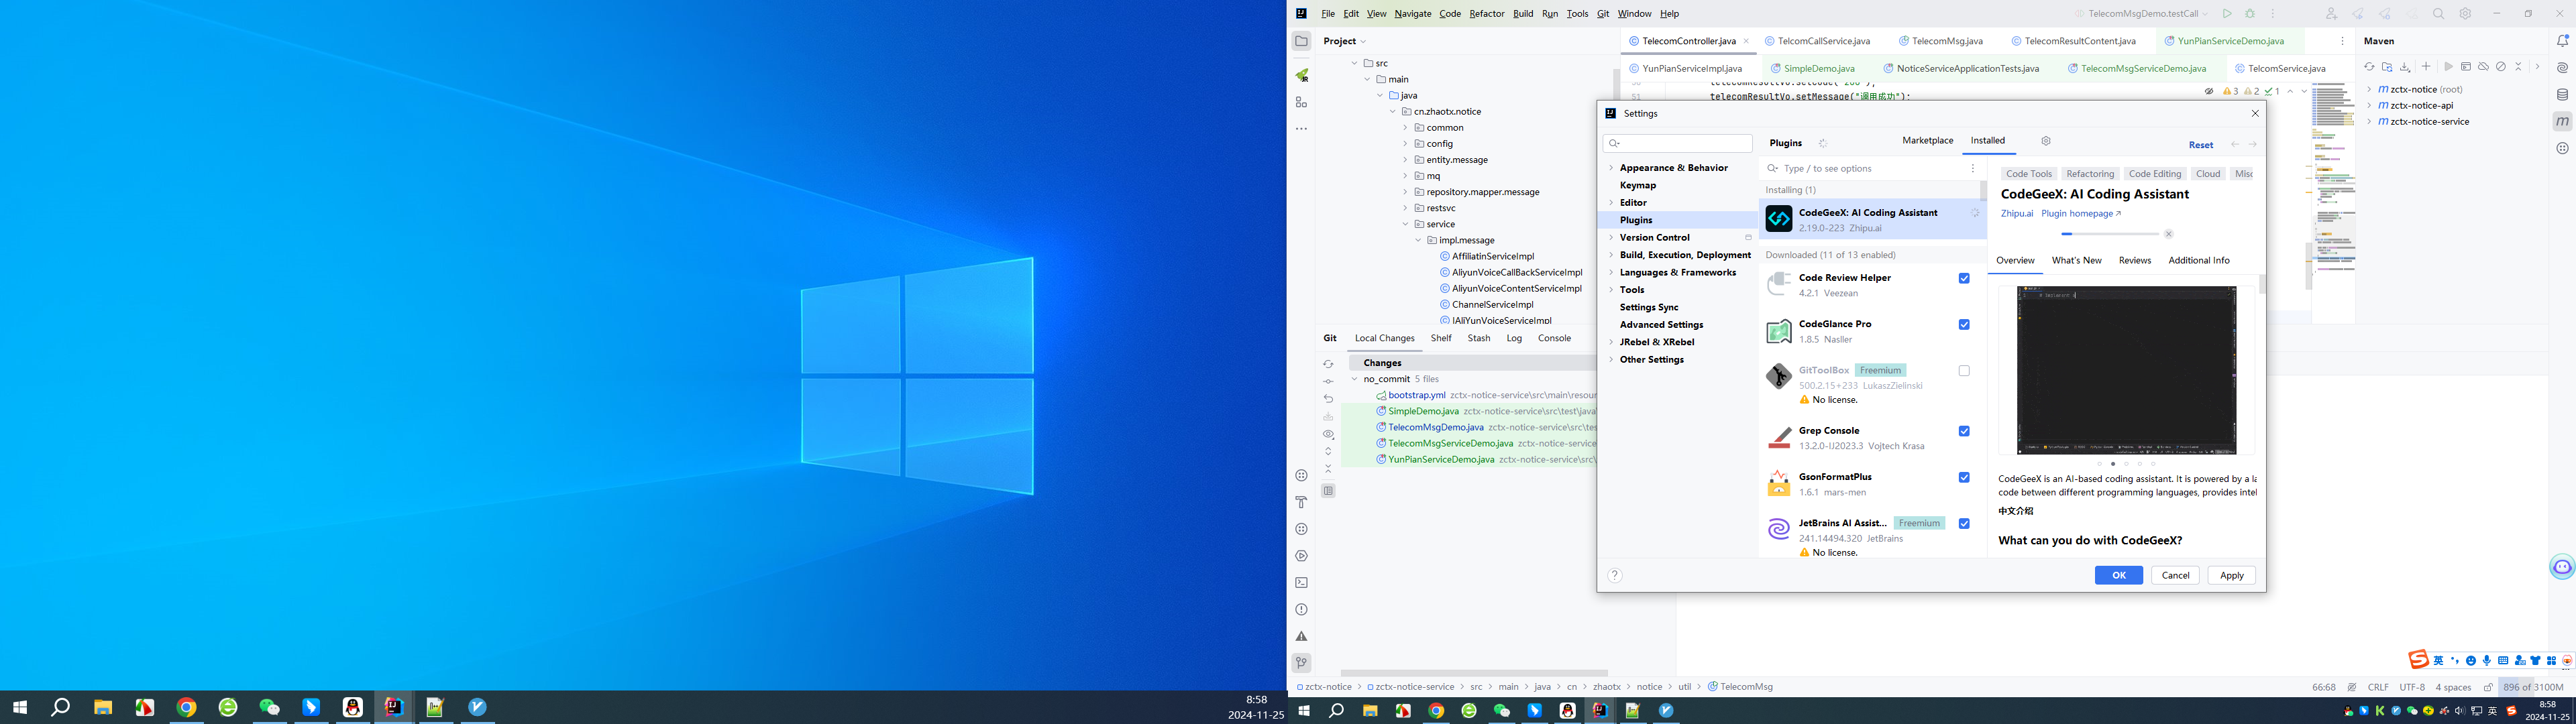 File Edit View Navigate Code Refactor Build Run Tools Git Window Help
TelecomMsgDemo.testCall
Project
src
main
java
cn.zhaotx.notice
common
config
entity.message
mq
repository.mapper.message
restsvc
service
impl.message
AffiliatinServiceImpl
AliyunVoiceCallBackServiceImpl
AliyunVoiceContentServiceImpl
ChannelServiceImpl
IAliYunVoiceServiceImpl
TelecomController.java TelcomCallService.java TelecomMsg.java TelecomResultContent.java YunPianServiceDemo.java
YunPianServiceImpl.java SimpleDemo.java NoticeServiceApplicationTests.java TelecomMsgServiceDemo.java TelcomService.java
51 telecomResultVo.setMessage("调用成功");
3 2 1
Maven
zctx-notice (root)
zctx-notice-api
zctx-notice-service
Git Local Changes Shelf Stash Log Console
Changes
no_commit 5 files
bootstrap.yml zctx-notice-service\src\main\resour
SimpleDemo.java zctx-notice-service\src\test\java\
TelecomMsgDemo.java zctx-notice-service\src\tes
TelecomMsgServiceDemo.java zctx-notice-service
YunPianServiceDemo.java zctx-notice-service\src\
Settings
Appearance & Behavior
Keymap
Editor
Plugins
Version Control
Build, Execution, Deployment
Languages & Frameworks
Tools
Settings Sync
Advanced Settings
JRebel & XRebel
Other Settings
Plugins Marketplace Installed Reset
Type / to see options
Installing (1)
CodeGeeX: AI Coding Assistant
2.19.0-223 Zhipu.ai
Downloaded (11 of 13 enabled)
Code Review Helper
4.2.1 Veezean
CodeGlance Pro
1.8.5 Nasller
GitToolBox Freemium
500.2.15+233 LukaszZielinski
No license.
Grep Console
13.2.0-IJ2023.3 Vojtech Krasa
GsonFormatPlus
1.6.1 mars-men
JetBrains AI Assist... Freemium
241.14494.320 JetBrains
No license.
Code Tools Refactoring Code Editing Cloud Misc
CodeGeeX: AI Coding Assistant
Zhipu.ai Plugin homepage
Overview What's New Reviews Additional Info
CodeGeeX is an AI-based coding assistant. It is powered by a la
code between different programming languages, provides intel
中文介绍
What can you do with CodeGeeX?
? OK Cancel Apply
英
zctx-notice zctx-notice-service src main java cn zhaotx notice util TelecomMsg
66:68 CRLF UTF-8 4 spaces 896 of 3100M
8:58
2024-11-25
英
8:58
2024-11-25